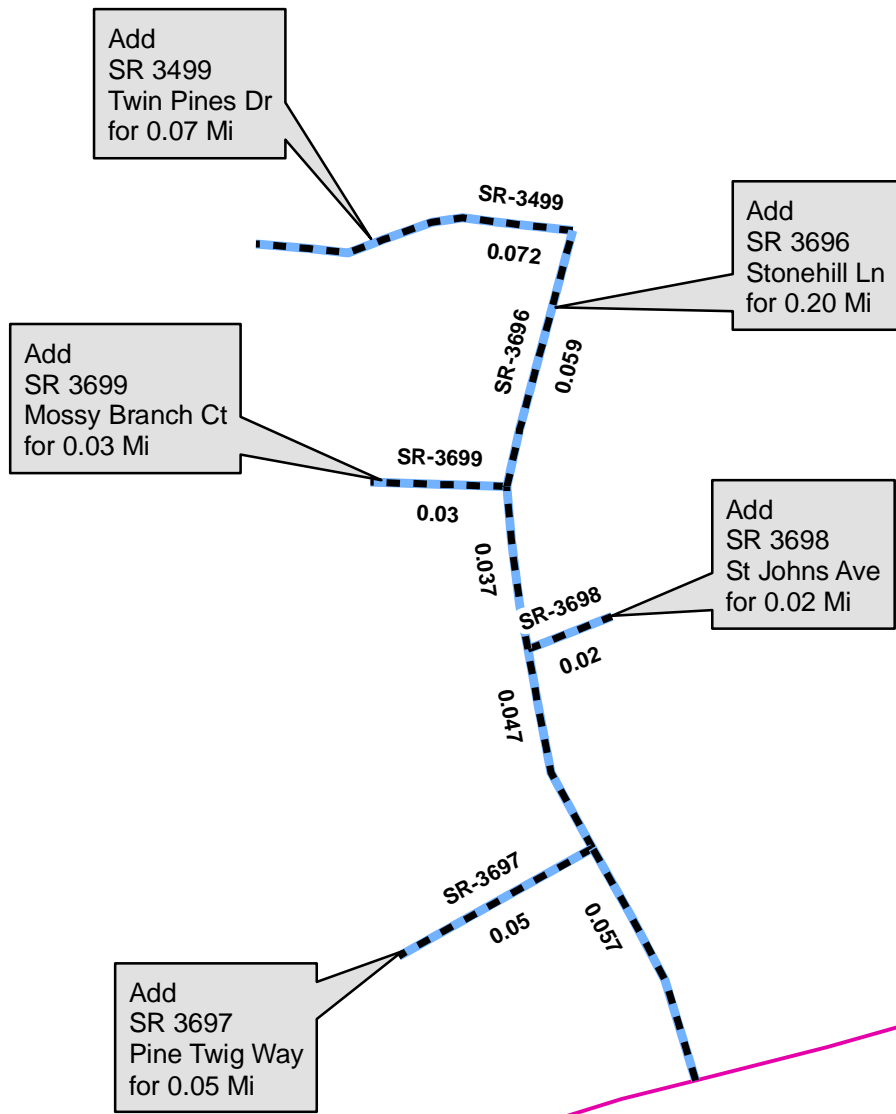 Add
SR 3499
Twin Pines Dr
for 0.07 Mi
SR-3499
0.072
Add
SR 3696
Stonehill Ln
for 0.20 Mi
SR-3696
0.059
Add
SR 3699
Mossy Branch Ct
for 0.03 Mi
SR-3699
0.03
0.037
Add
SR 3698
St Johns Ave
for 0.02 Mi
SR-3698
0.02
0.047
SR-3697
0.05
0.057
Add
SR 3697
Pine Twig Way
for 0.05 Mi